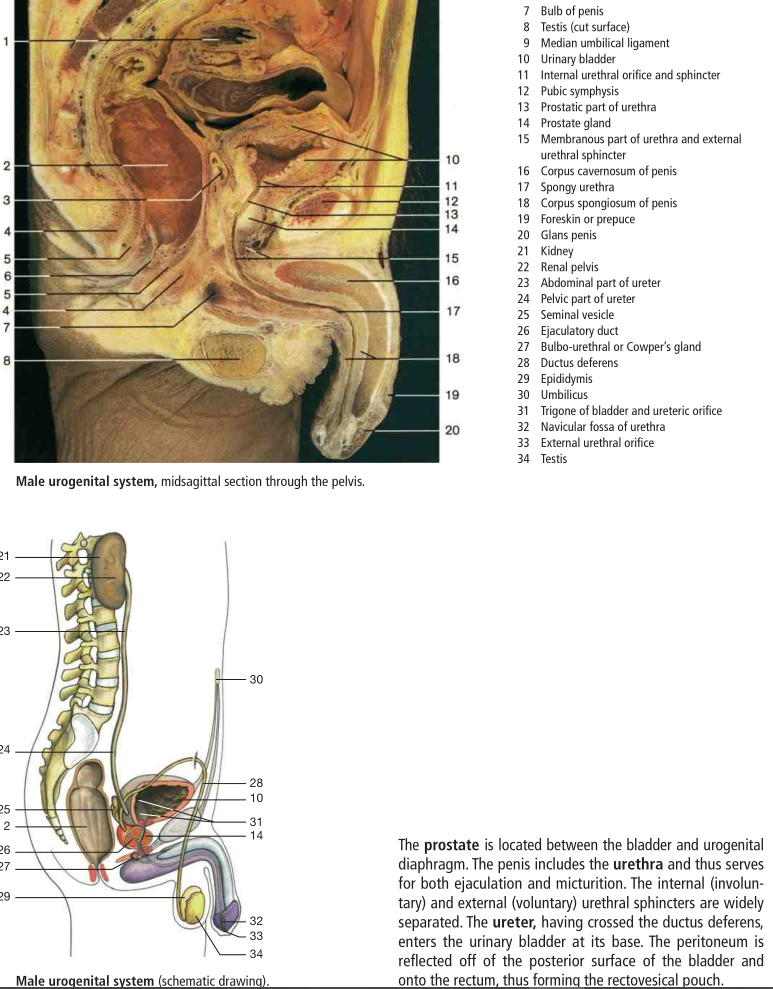 7 Bulb of penis
8 Testis (cut surface)
9 Median umbilical ligament
10 Urinary bladder
11 Internal urethral orifice and sphincter
12 Pubic symphysis
13 Prostatic part of urethra
14 Prostate gland
15 Membranous part of urethra and external
urethral sphincter
16 Corpus cavernosum of penis
17 Spongy urethra
18 Corpus spongiosum of penis
19 Foreskin or prepuce
20 Glans penis
21 Kidney
22 Renal pelvis
23 Abdominal part of ureter
24 Pelvic part of ureter
25 Seminal vesicle
26 Ejaculatory duct
27 Bulbo-urethral or Cowper's gland
28 Ductus deferens
29 Epididymis
30 Umbilicus
31 Trigone of bladder and ureteric orifice
32 Navicular fossa of urethra
33 External urethral orifice
34 Testis
1
2
3
4
5
6
5
4
7
8
10
11
12
13
14
15
16
17
18
19
20
Male urogenital system, midsagittal section through the pelvis.
21
22
23
24
25
2
26
27
29
30
28
10
31
14
32
33
34
Male urogenital system (schematic drawing).
The prostate is located between the bladder and urogenital
diaphragm. The penis includes the urethra and thus serves
for both ejaculation and micturition. The internal (involun-
tary) and external (voluntary) urethral sphincters are widely
separated. The ureter, having crossed the ductus deferens,
enters the urinary bladder at its base. The peritoneum is
reflected off of the posterior surface of the bladder and
onto the rectum, thus forming the rectovesical pouch.